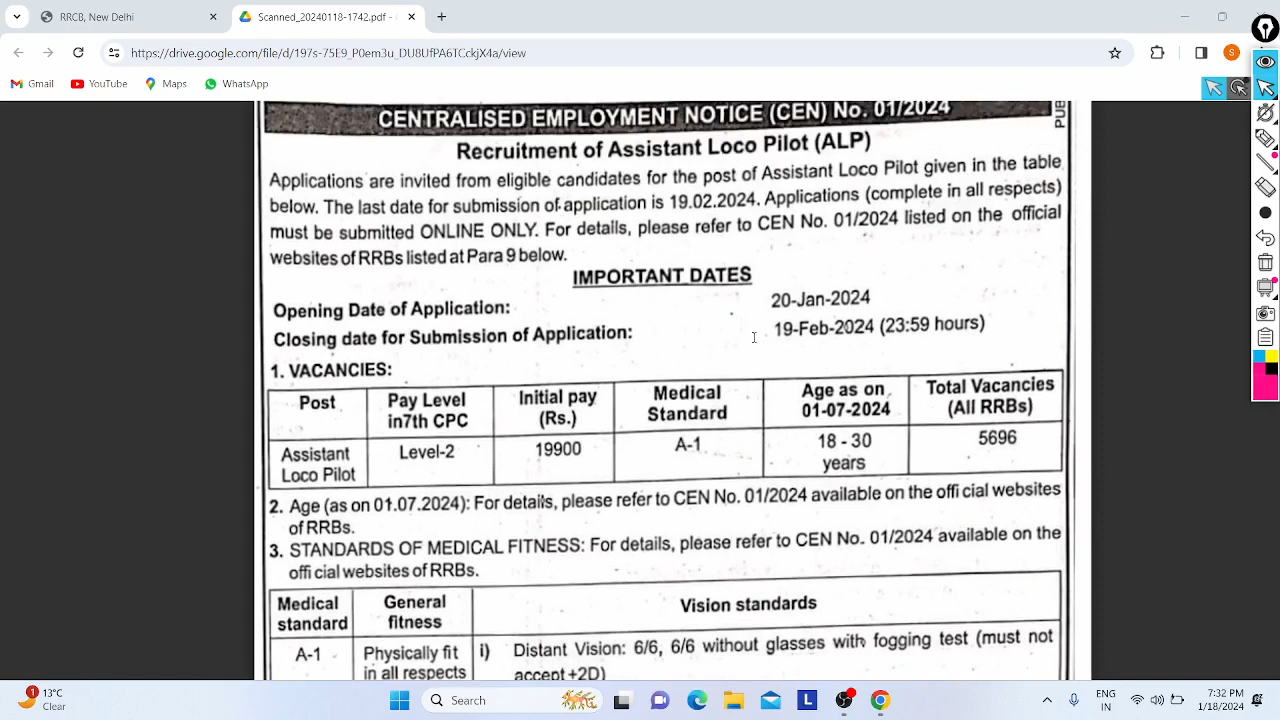 RRCB, New Delhi
Scanned_20240118-1742.pdf -
https://drive.google.com/file/d/197s-75E9_P0em3u_DU8UfPA6TCckjX4a/view
S
Gmail YouTube Maps WhatsApp
CENTRALISED EMPLOYMENT NOTICE (CEN) No. 01/2024
PUB
Recruitment of Assistant Loco Pilot (ALP)
Applications are invited from eligible candidates for the post of Assistant Loco Pilot given in the table
below. The last date for submission of application is 19.02.2024. Applications (complete in all respects)
must be submitted ONLINE ONLY. For details, please refer to CEN No. 01/2024 listed on the official
websites of RRBs listed at Para 9 below.
IMPORTANT DATES
Opening Date of Application: 20-Jan-2024
Closing date for Submission of Application: 19-Feb-2024 (23:59 hours)
1. VACANCIES:
Post Pay Level in7th CPC Initial pay (Rs.) Medical Standard Age as on 01-07-2024 Total Vacancies (All RRBs)
Assistant Loco Pilot Level-2 19900 A-1 18 - 30 years 5696
2. Age (as on 01.07.2024): For details, please refer to CEN No. 01/2024 available on the offi cial websites
of RRBs.
3. STANDARDS OF MEDICAL FITNESS: For details, please refer to CEN No. 01/2024 available on the
offi cial websites of RRBs.
Medical standard General fitness Vision standards
A-1 Physically fit in all respects i) Distant Vision: 6/6, 6/6 without glasses with fogging test (must not
accept +2D)
1
13°C
Clear
Search
L
ENG
IN
7:32 PM
1/18/2024